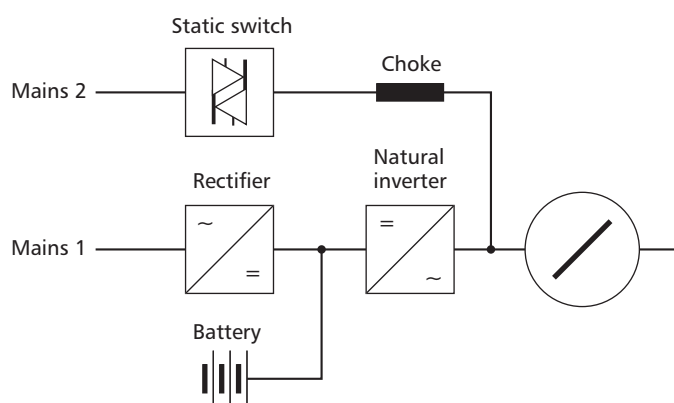 Static switch
Mains 2
Choke
Rectifier
Natural
inverter
Mains 1
~
=
=
~
Battery